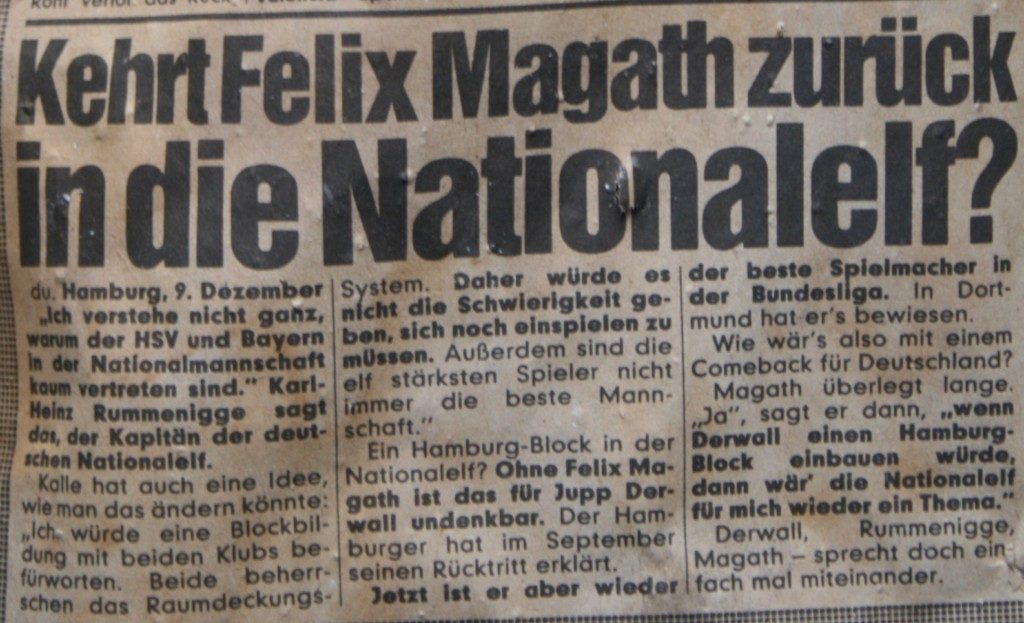 Kehrt Felix Magath zurück
in die Nationalelf?
du. Hamburg, 9. Dezember
„Ich verstehe nicht ganz,
warum der HSV und Bayern
in der Nationalmannschaft
kaum vertreten sind.“ Karl-
Heinz Rummenigge sagt
das, der Kapitän der deut-
schen Nationalelf.
Kalle hat auch eine Idee,
wie man das ändern könnte:
„Ich würde eine Blockbil-
dung mit beiden Klubs be-
fürworten. Beide beherr-
schen das Raumdeckungs-
System. Daher würde es
nicht die Schwierigkeit ge-
ben, sich noch einspielen zu
müssen. Außerdem sind die
elf stärksten Spieler nicht
immer die beste Mann-
schaft.“
Ein Hamburg-Block in der
Nationalelf? Ohne Felix Ma-
gath ist das für Jupp Der-
wall undenkbar. Der Ham-
burger hat im September
seinen Rücktritt erklärt.
Jetzt ist er aber wieder
der beste Spielmacher in
der Bundesliga. In Dort-
mund hat er's bewiesen.
Wie wär's also mit einem
Comeback für Deutschland?
Magath überlegt lange.
„Ja“, sagt er dann, „wenn
Derwall einen Hamburg-
Block einbauen würde,
dann wär' die Nationalelf
für mich wieder ein Thema.“
Derwall, Rummenigge,
Magath – sprecht doch ein-
fach mal miteinander.